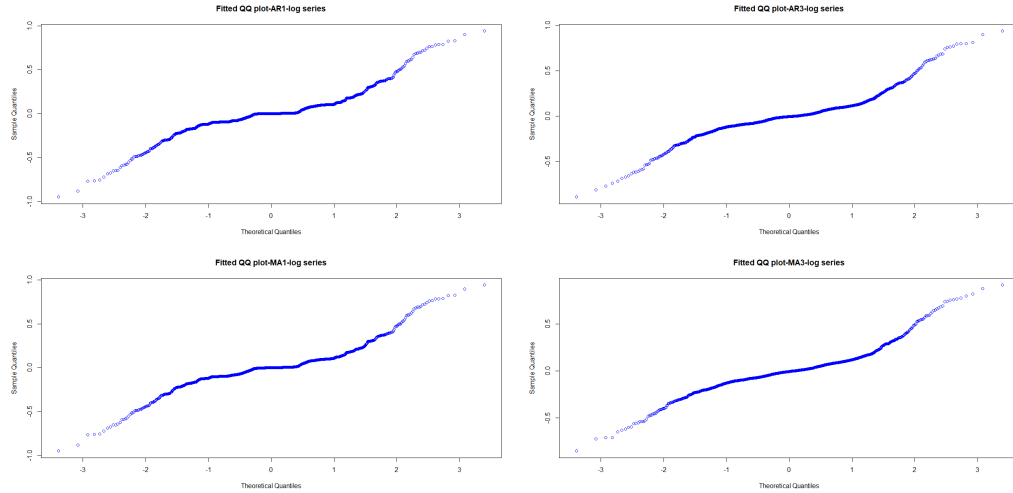 Fitted QQ plot-AR1-log series
Sample Quantiles
1.0
0.5
0.0
-0.5
-1.0
-3 -2 -1 0 1 2 3
Theoretical Quantiles
Fitted QQ plot-AR3-log series
Sample Quantiles
1.0
0.5
0.0
-0.5
-3 -2 -1 0 1 2 3
Theoretical Quantiles
Fitted QQ plot-MA1-log series
Sample Quantiles
1.0
0.5
0.0
-0.5
-1.0
-3 -2 -1 0 1 2 3
Theoretical Quantiles
Fitted QQ plot-MA3-log series
Sample Quantiles
0.5
0.0
-0.5
-3 -2 -1 0 1 2 3
Theoretical Quantiles